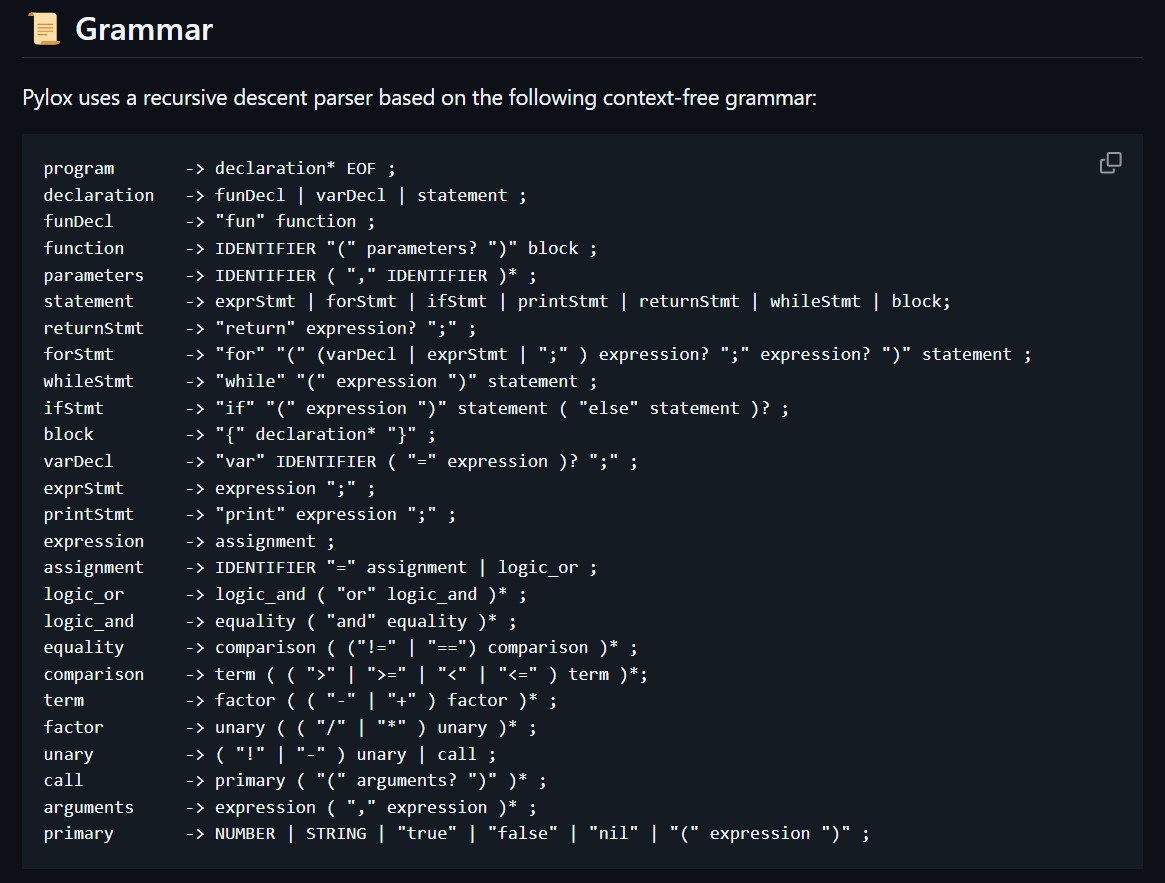 📜 Grammar
Pylox uses a recursive descent parser based on the following context-free grammar:
program       -> declaration* EOF ;
declaration   -> funDecl | varDecl | statement ;
funDecl       -> "fun" function ;
function      -> IDENTIFIER "(" parameters? ")" block ;
parameters    -> IDENTIFIER ( "," IDENTIFIER )* ;
statement     -> exprStmt | forStmt | ifStmt | printStmt | returnStmt | whileStmt | block;
returnStmt    -> "return" expression? ";" ;
forStmt       -> "for" "(" (varDecl | exprStmt | ";" ) expression? ";" expression? ")" statement ;
whileStmt     -> "while" "(" expression ")" statement ;
ifStmt        -> "if" "(" expression ")" statement ( "else" statement )? ;
block         -> "{" declaration* "}" ;
varDecl       -> "var" IDENTIFIER ( "=" expression )? ";" ;
exprStmt      -> expression ";" ;
printStmt     -> "print" expression ";" ;
expression    -> assignment ;
assignment    -> IDENTIFIER "=" assignment | logic_or ;
logic_or      -> logic_and ( "or" logic_and )* ;
logic_and     -> equality ( "and" equality )* ;
equality      -> comparison ( ("!=" | "==") comparison )* ;
comparison    -> term ( ( ">" | ">=" | "<" | "<=" ) term )*;
term          -> factor ( ( "-" | "+" ) factor )* ;
factor        -> unary ( ( "/" | "*" ) unary )* ;
unary         -> ( "!" | "-" ) unary | call ;
call          -> primary ( "(" arguments? ")" )* ;
arguments     -> expression ( "," expression )* ;
primary       -> NUMBER | STRING | "true" | "false" | "nil" | "(" expression ")" ;